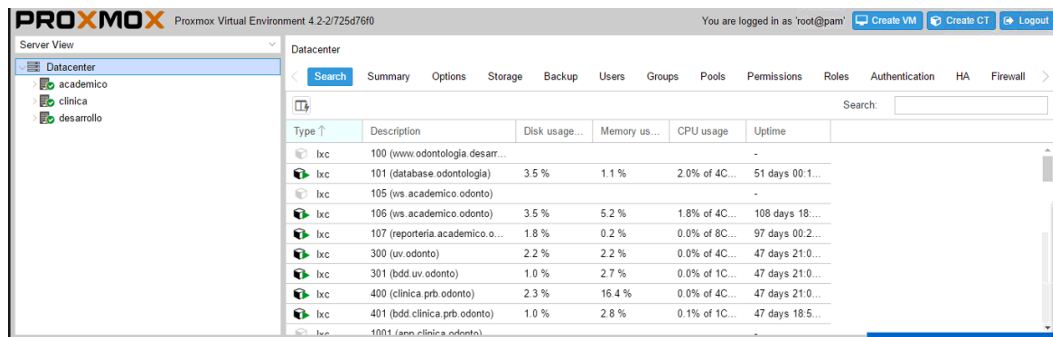 PROXMOX Proxmox Virtual Environment 4.2-2/725d76f0 You are logged in as 'root@pam' Create VM Create CT Logout
Server View
Datacenter
academico
clinica
desarrollo
Datacenter
Search Summary Options Storage Backup Users Groups Pools Permissions Roles Authentication HA Firewall
Search:
Type Description Disk usage... Memory us... CPU usage Uptime
lxc 100 (www.odontologia.desarr... -
lxc 101 (database.odontologia) 3.5 % 1.1 % 2.0% of 4C... 51 days 00:1...
lxc 105 (ws.academico.odonto) -
lxc 106 (ws.academico.odonto) 3.5 % 5.2 % 1.8% of 4C... 108 days 18:...
lxc 107 (reporteria.academico.o... 1.8 % 0.2 % 0.0% of 8C... 97 days 00:2...
lxc 300 (uv.odonto) 2.2 % 2.2 % 0.0% of 4C... 47 days 21:0...
lxc 301 (bdd.uv.odonto) 1.0 % 2.7 % 0.0% of 1C... 47 days 21:0...
lxc 400 (clinica.prb.odonto) 2.3 % 16.4 % 0.0% of 4C... 47 days 21:0...
lxc 401 (bdd.clinica.prb.odonto) 1.0 % 2.8 % 0.1% of 1C... 47 days 18:5...
lxc 1001 (app.clinica.odonto) -